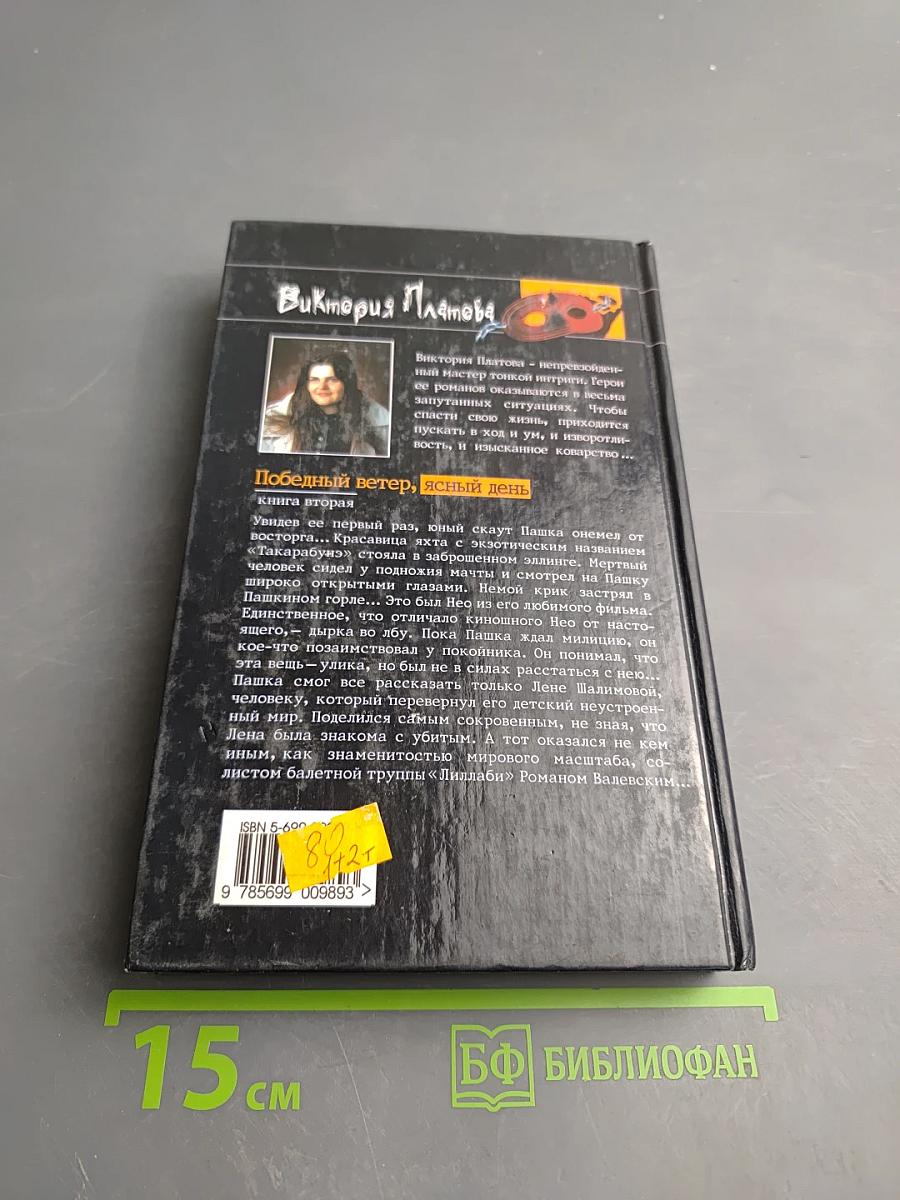 Виктория Платова
Виктория Платова – непревзойден-
ный мастер тонкой интриги. Герои
ее романов оказываются в весьма
запутанных ситуациях. Чтобы
спасти свою жизнь, приходится
пускать в ход и ум, и изворотли-
вость, и изысканное коварство...
Победный ветер, ясный день
книга вторая
Увидев ее первый раз, юный скаут Пашка онемел от
восторга... Красавица яхта с экзотическим названием
«Такарабунэ» стояла в заброшенном эллинге. Мертвый
человек сидел у подножия мачты и смотрел на Пашку
широко открытыми глазами. Немой крик застрял в
Пашкином горле... Это был Нео из его любимого фильма.
Единственное, что отличало киношного Нео от насто-
ящего,— дырка во лбу. Пока Пашка ждал милицию, он
кое-что позаимствовал у покойника. Он понимал, что
эта вещь—улика, но был не в силах расстаться с нею...
Пашка смог все рассказать только Лене Шалимовой,
человеку, который перевернул его детский неустроен-
ный мир. Поделился самым сокровенным, не зная, что
Лена была знакома с убитым. А тот оказался не кем
иным, как знаменитостью мирового масштаба, со-
листом балетной труппы «Лиллаби» Романом Валевским...
ISBN 5-699
80
1+2т
9 785699 009893 >
15 см
БФ БИБЛИОФАН